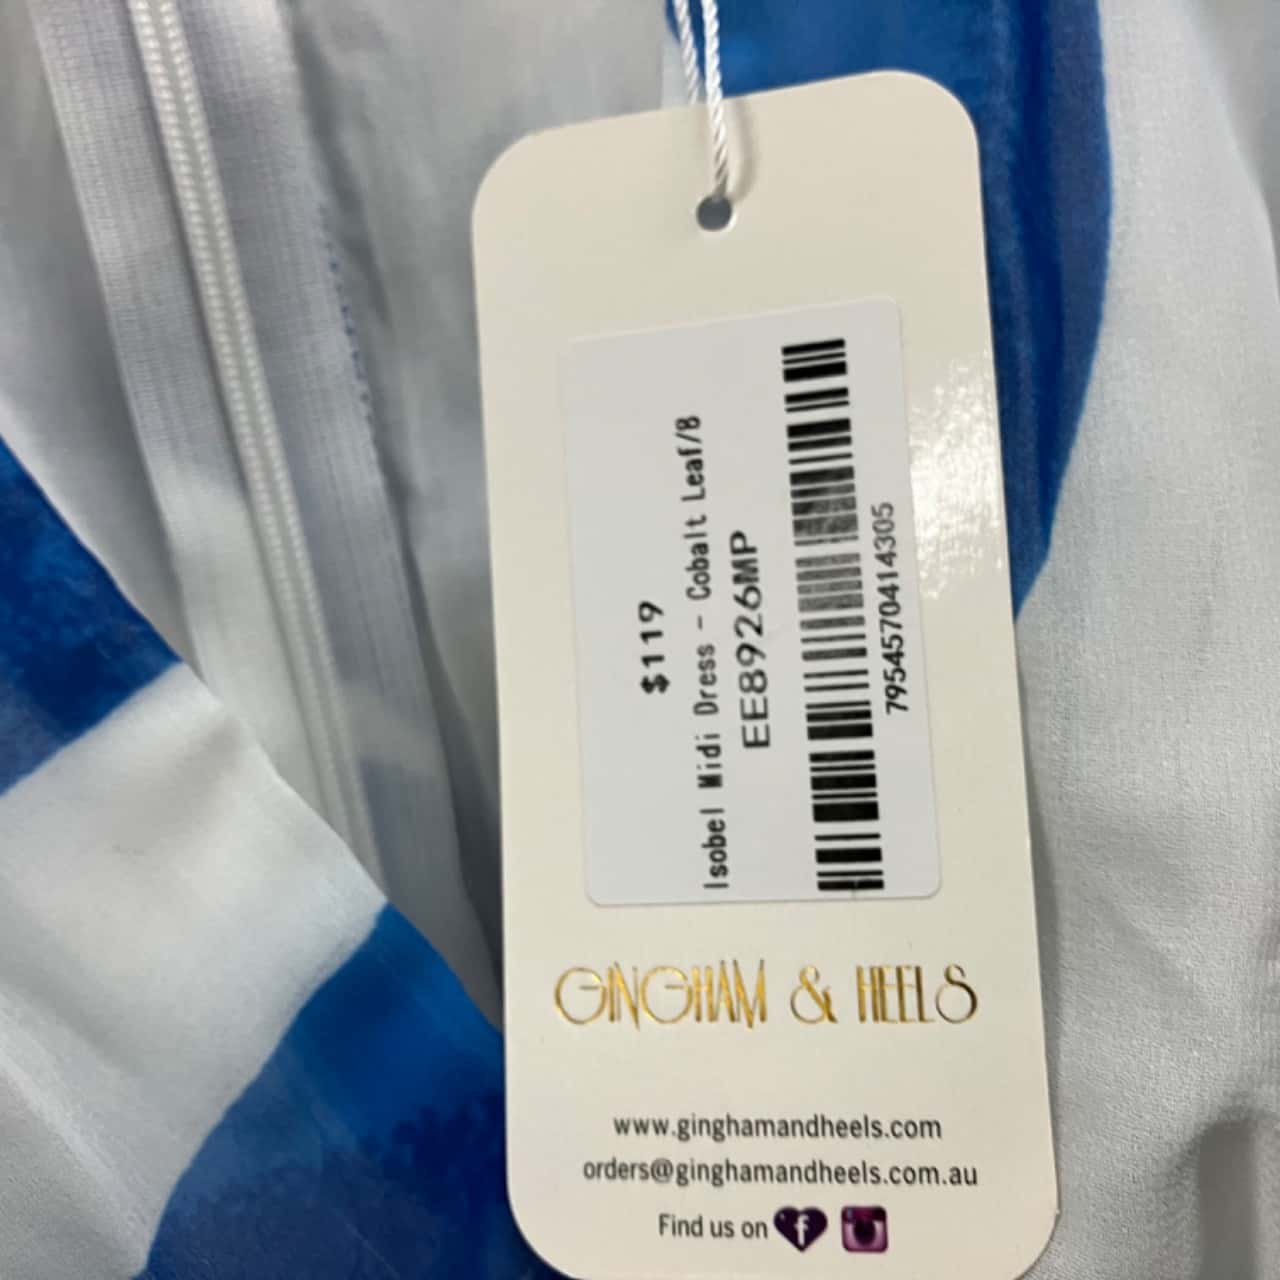 $119
Isobel Midi Dress - Cobalt Leaf/8
EE8926MP
7954570414305
GINGHAM & HEELS
www.ginghamandheels.com
orders@ginghamandheels.com.au
Find us on f